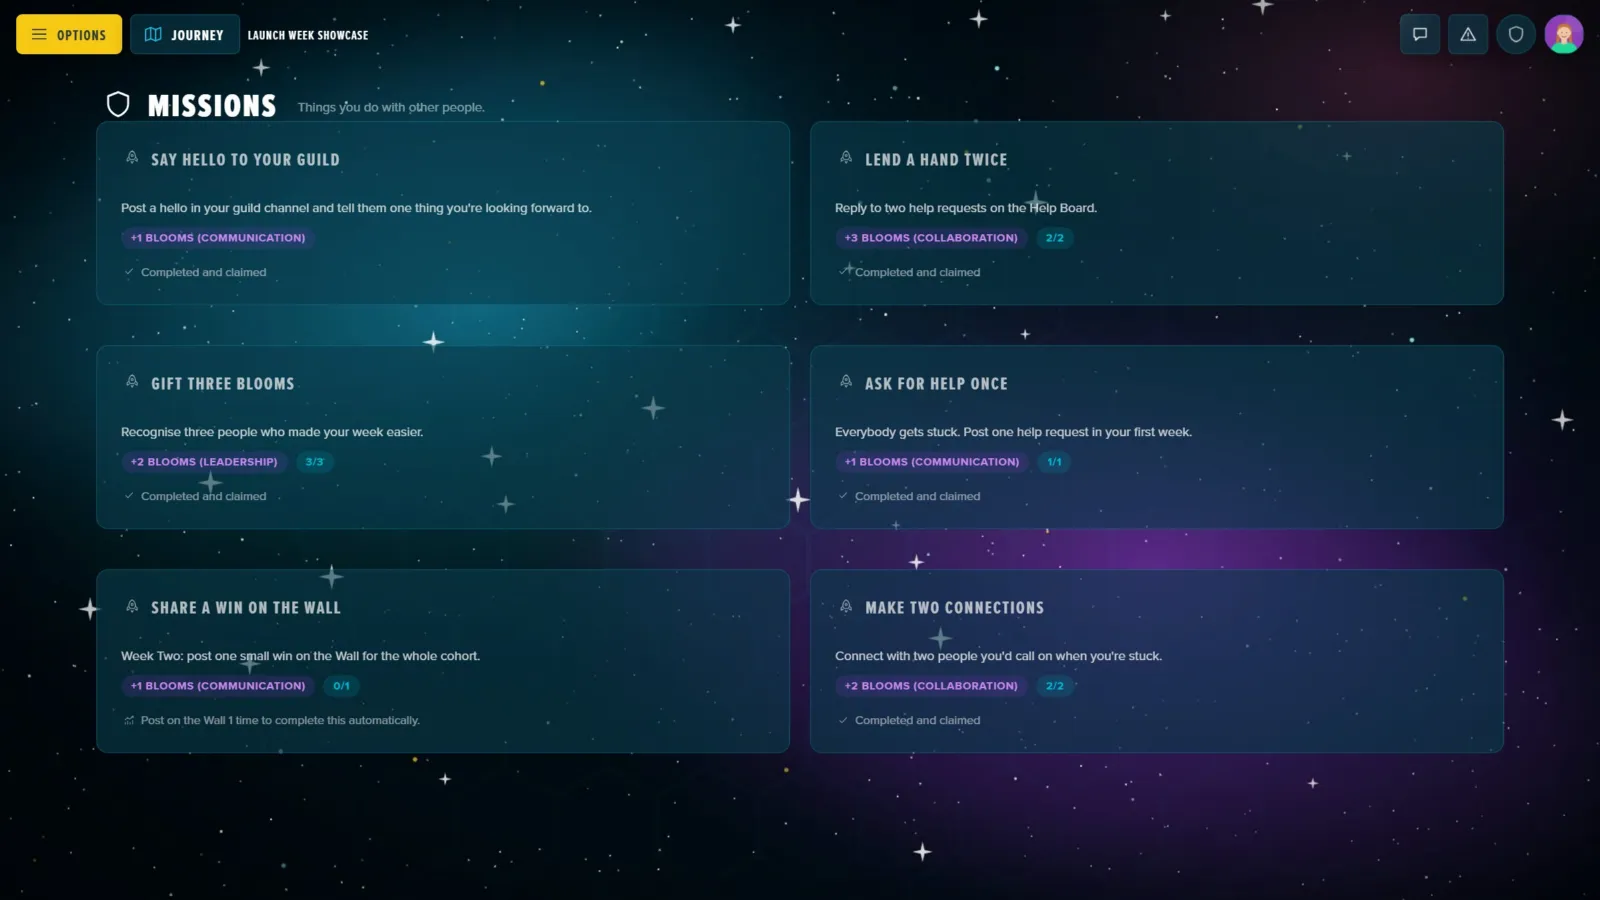 OPTIONS
JOURNEY
LAUNCH WEEK SHOWCASE
MISSIONS
Things you do with other people.
SAY HELLO TO YOUR GUILD
Post a hello in your guild channel and tell them one thing you're looking forward to.
+1 BLOOMS (COMMUNICATION)
Completed and claimed
LEND A HAND TWICE
Reply to two help requests on the Help Board.
+3 BLOOMS (COLLABORATION)
2/2
Completed and claimed
GIFT THREE BLOOMS
Recognise three people who made your week easier.
+2 BLOOMS (LEADERSHIP)
3/3
Completed and claimed
ASK FOR HELP ONCE
Everybody gets stuck. Post one help request in your first week.
+1 BLOOMS (COMMUNICATION)
1/1
Completed and claimed
SHARE A WIN ON THE WALL
Week Two: post one small win on the Wall for the whole cohort.
+1 BLOOMS (COMMUNICATION)
0/1
Post on the Wall 1 time to complete this automatically.
MAKE TWO CONNECTIONS
Connect with two people you'd call on when you're stuck.
+2 BLOOMS (COLLABORATION)
2/2
Completed and claimed